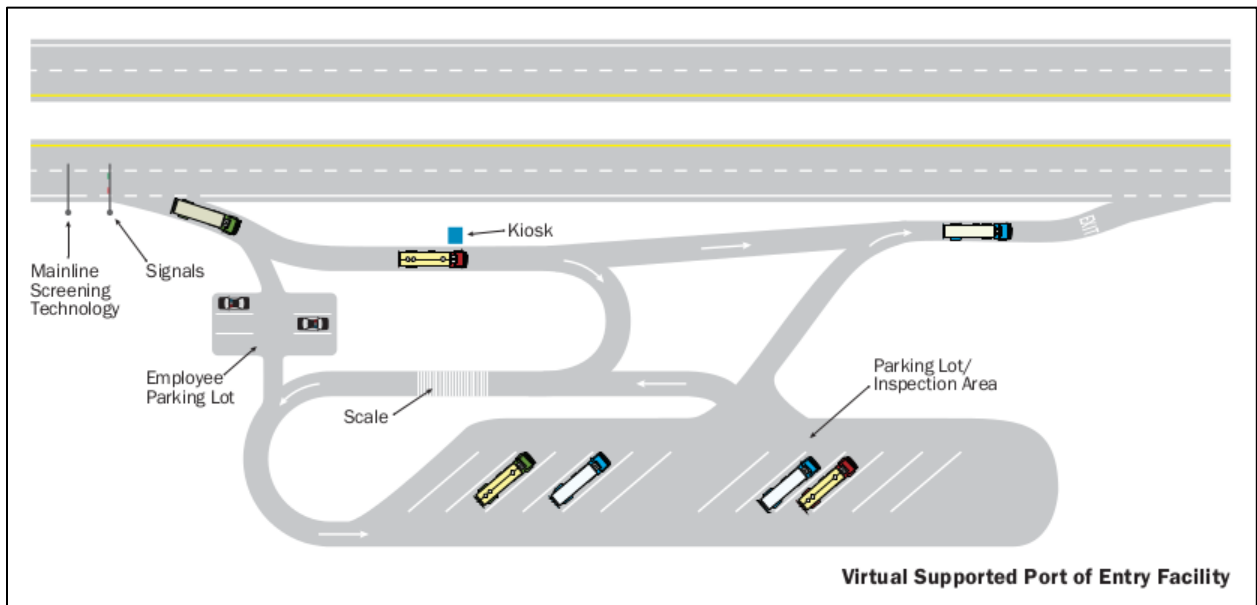 Kiosk
EXIT
Mainline
Screening
Technology
Signals
Employee
Parking Lot
Scale
Parking Lot/
Inspection Area
Virtual Supported Port of Entry Facility